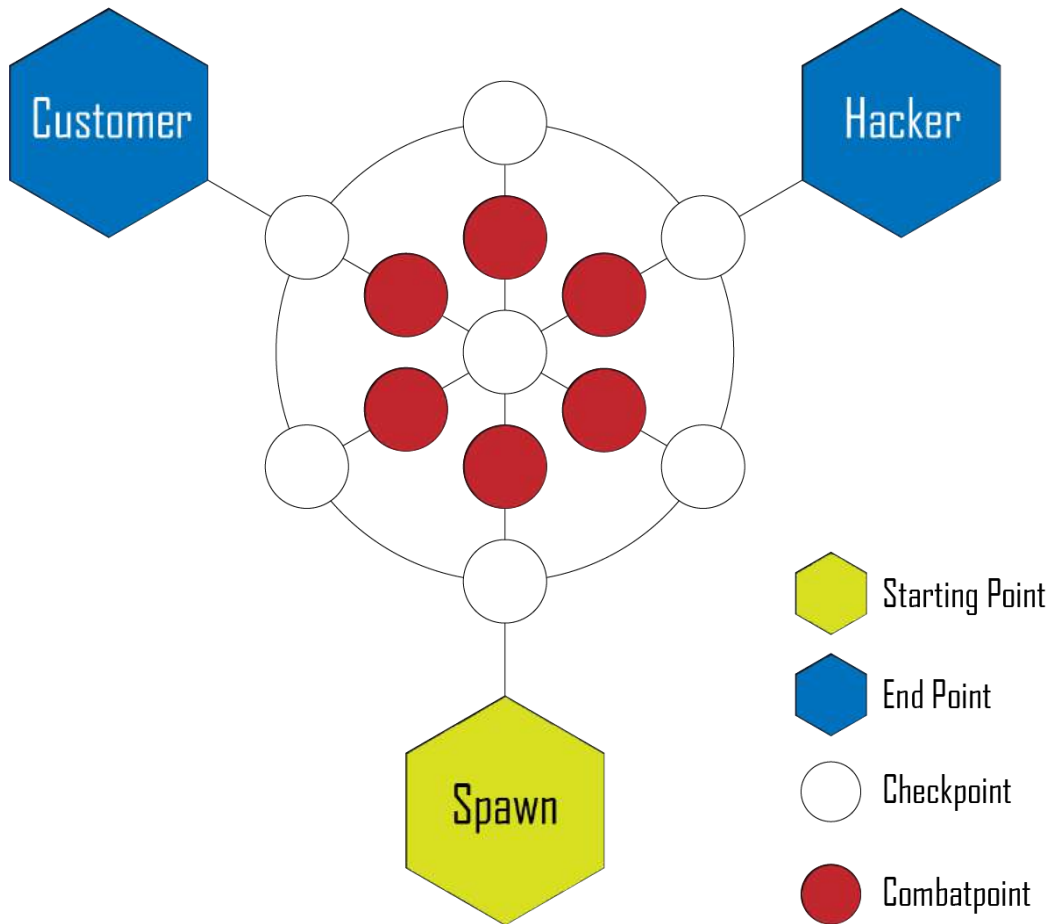 Customer
Hacker
Spawn
Starting Point
End Point
Checkpoint
Combatpoint